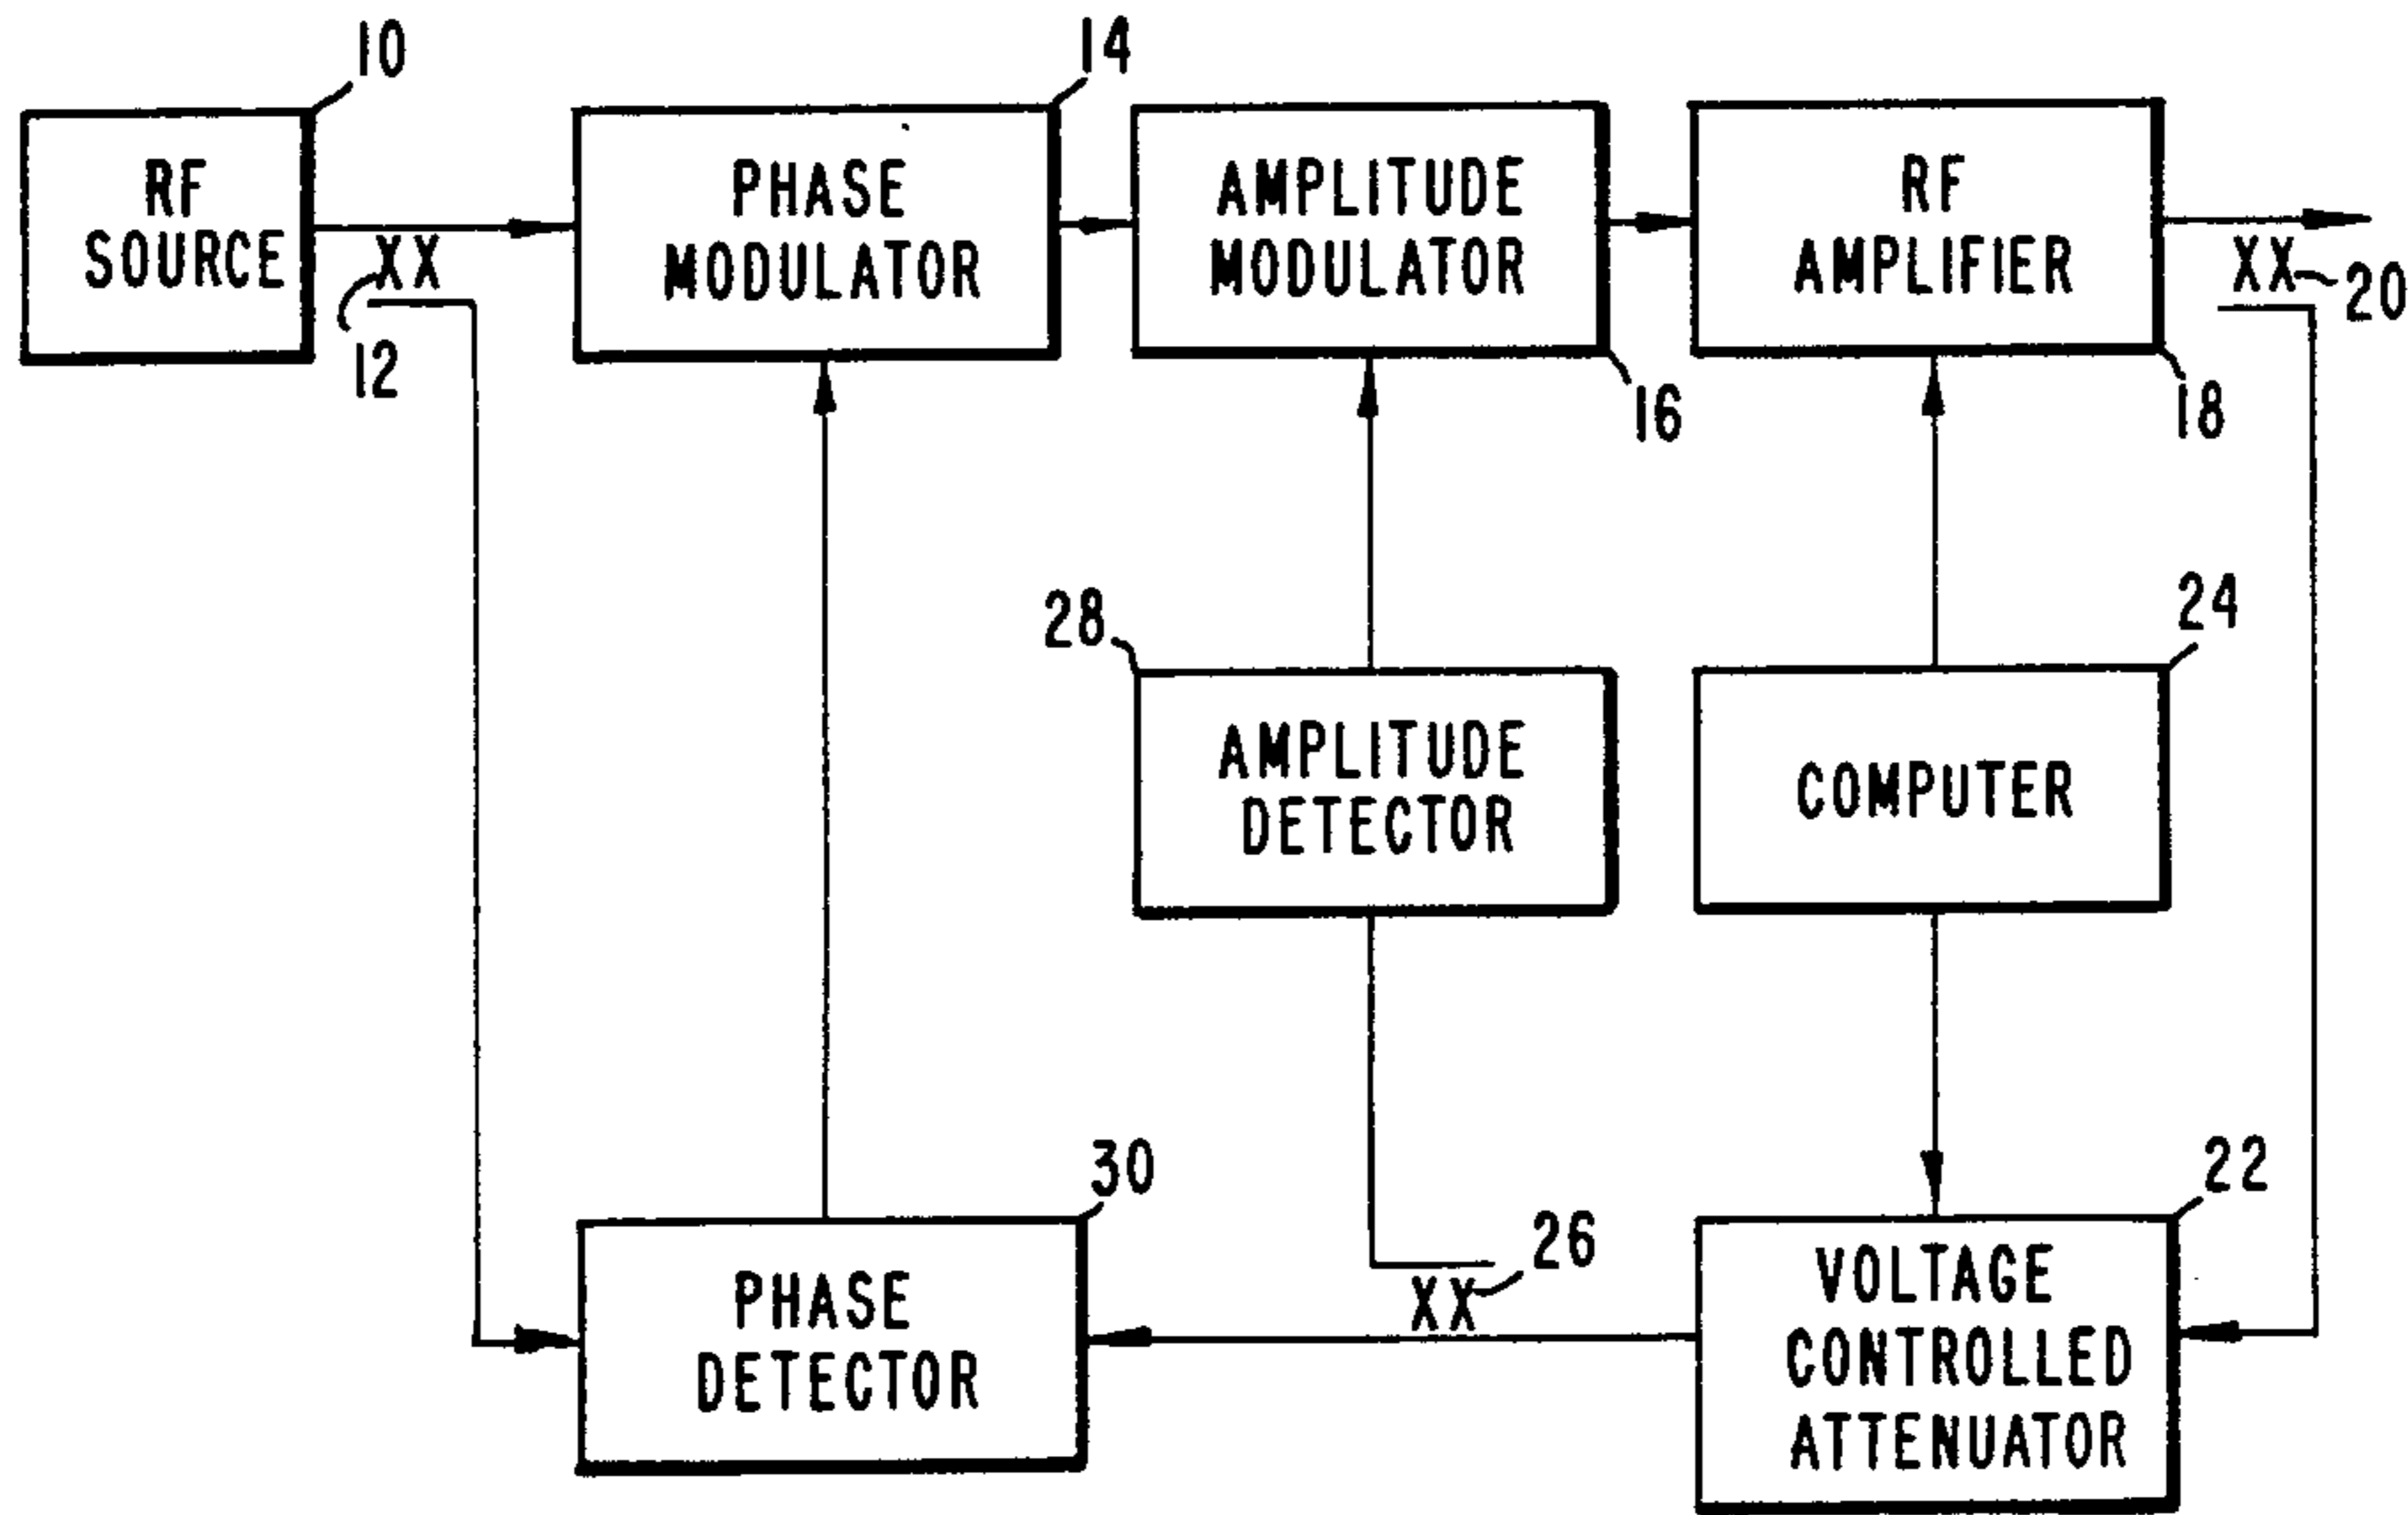 10
14
RF
SOURCE
PHASE
MODULATOR
AMPLITUDE
MODULATOR
RF
AMPLIFIER
XX
12
XX
20
16
18
28
24
AMPLITUDE
DETECTOR
COMPUTER
30
26
22
XX
PHASE
DETECTOR
VOLTAGE
CONTROLLED
ATTENUATOR